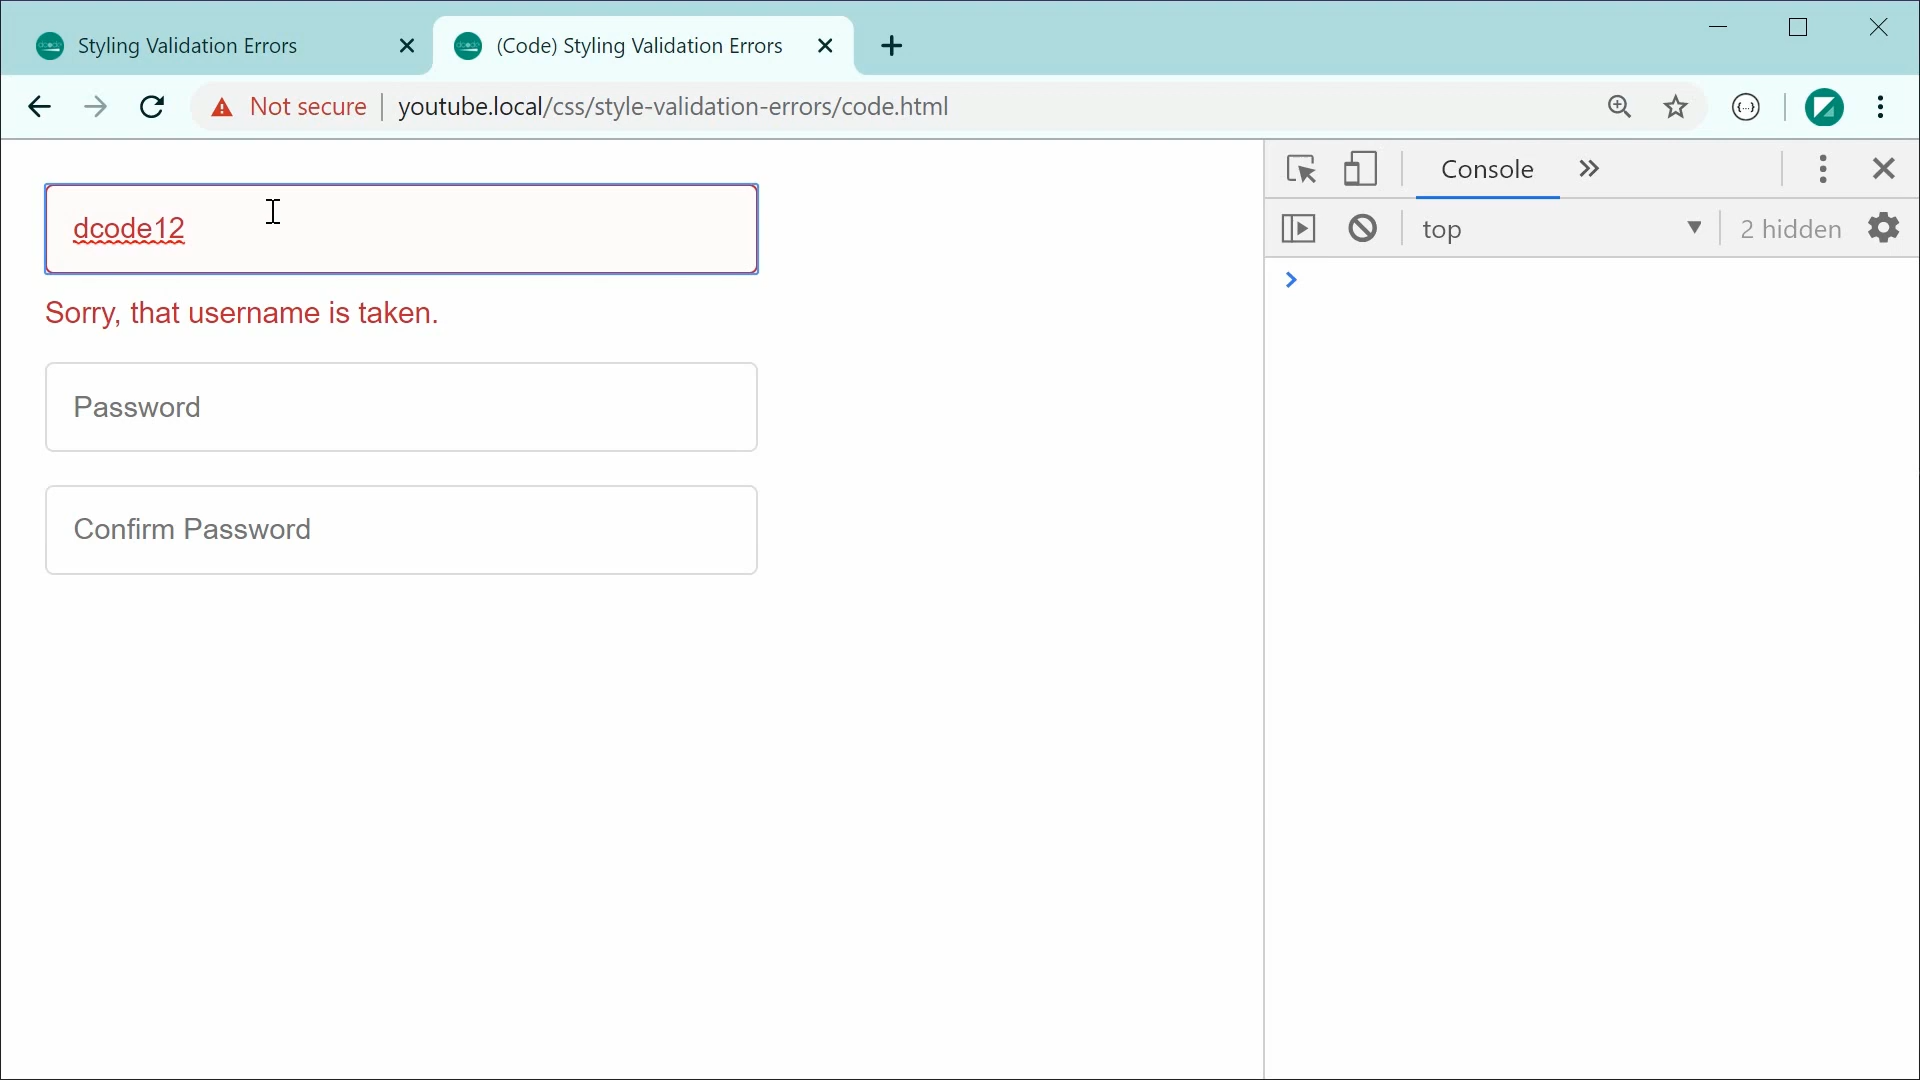 Styling Validation Errors
(Code) Styling Validation Errors
Not secure
youtube.local/css/style-validation-errors/code.html
Console
top
2 hidden
dcode12
Sorry, that username is taken.
Password
Confirm Password